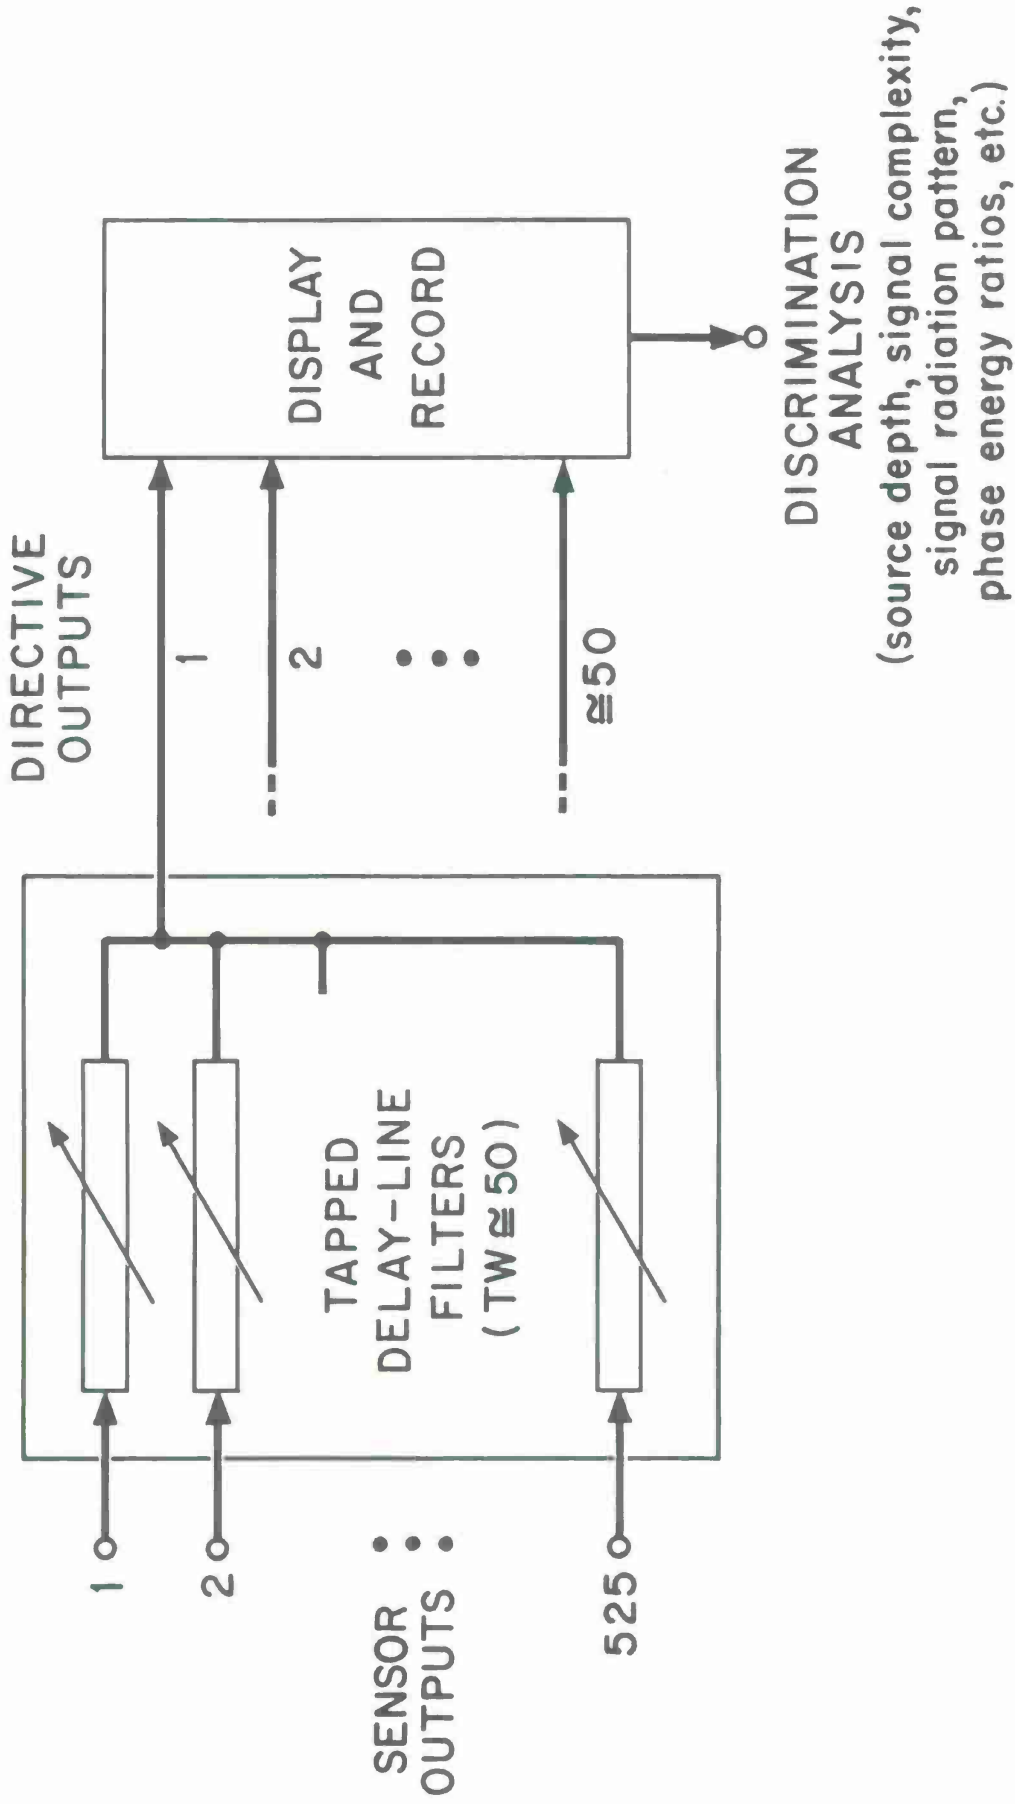 SENSOR
OUTPUTS
1
2
525
TAPPED
DELAY-LINE
FILTERS
(TW≅50)
DIRECTIVE
OUTPUTS
1
2
≅50
DISPLAY
AND
RECORD
DISCRIMINATION
ANALYSIS
(source depth, signal complexity,
signal radiation pattern,
phase energy ratios, etc.)